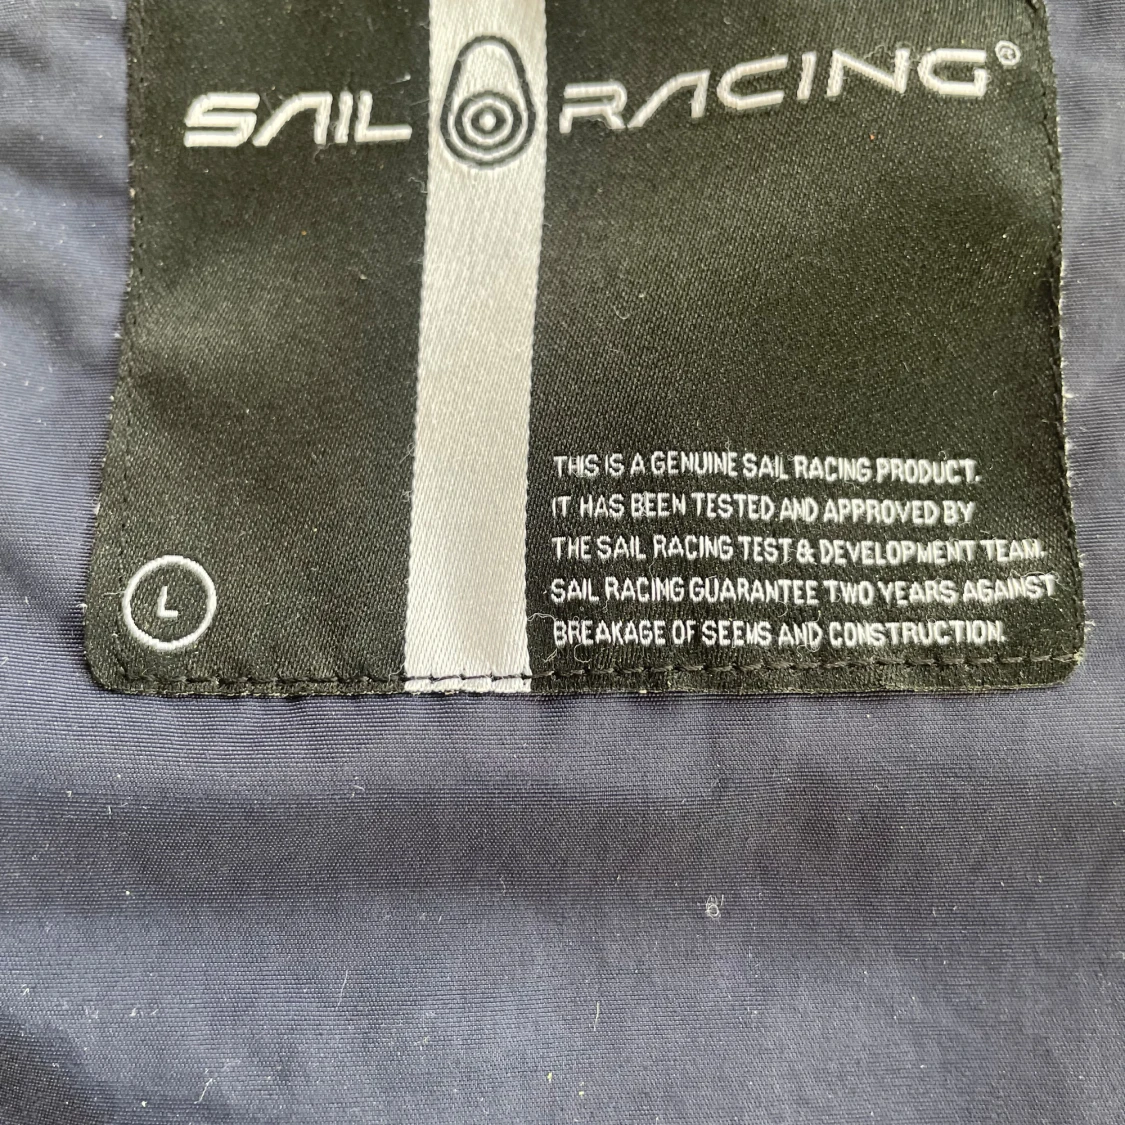 SAIL RACING®
THIS IS A GENUINE SAIL RACING PRODUCT.
IT HAS BEEN TESTED AND APPROVED BY
THE SAIL RACING TEST & DEVELOPMENT TEAM.
SAIL RACING GUARANTEE TWO YEARS AGAINST
BREAKAGE OF SEEMS AND CONSTRUCTION.
L